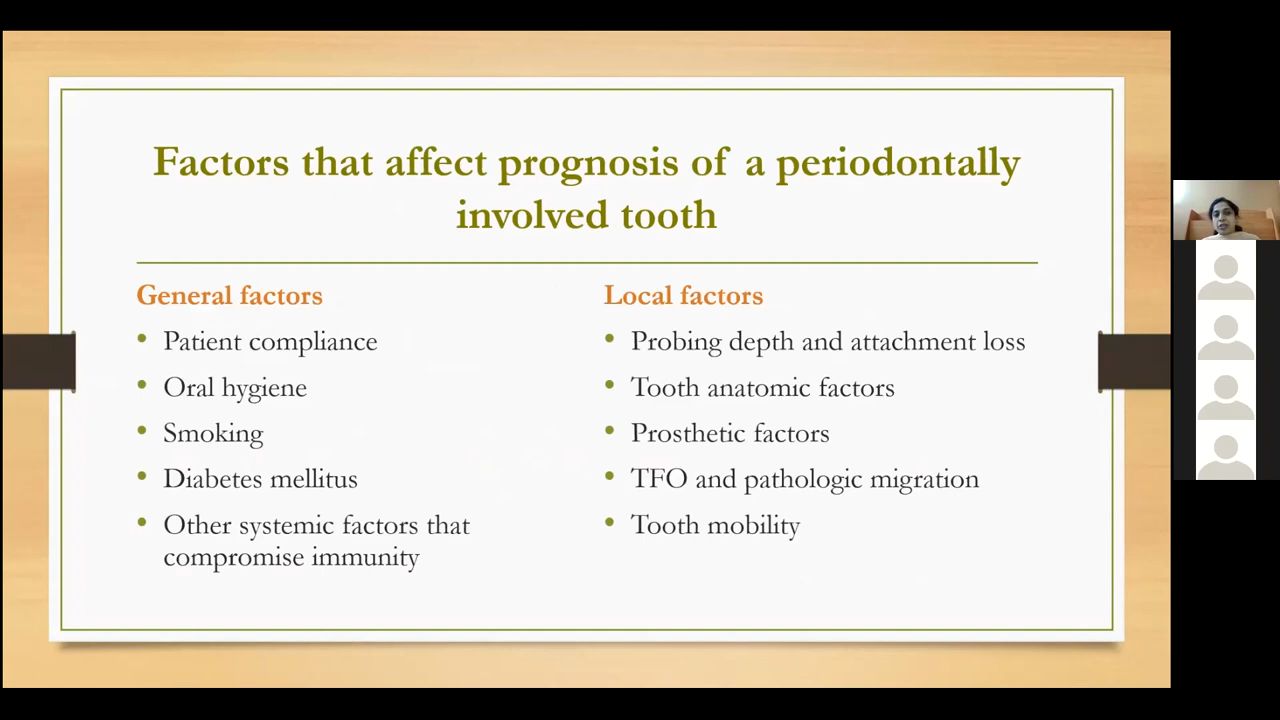 Factors that affect prognosis of a periodontally
involved tooth
General factors
• Patient compliance
• Oral hygiene
• Smoking
• Diabetes mellitus
• Other systemic factors that
compromise immunity
Local factors
• Probing depth and attachment loss
• Tooth anatomic factors
• Prosthetic factors
• TFO and pathologic migration
• Tooth mobility